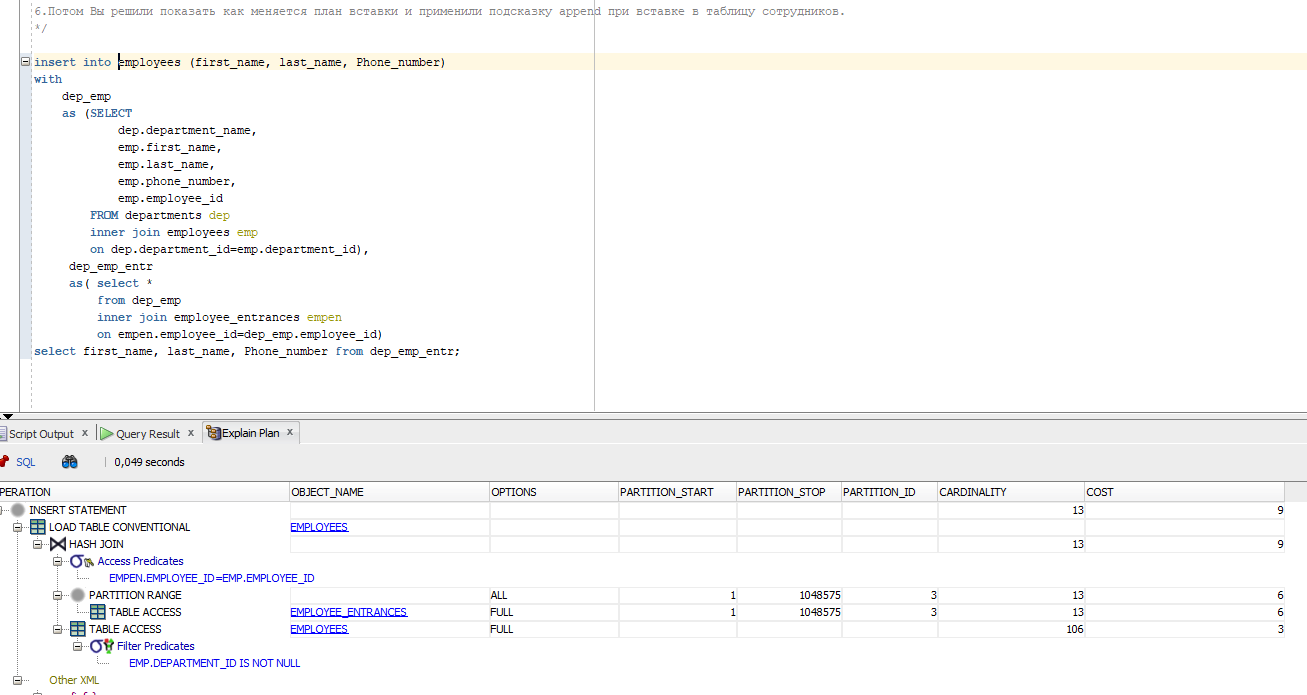 6.Потом Вы решили показать как меняется план вставки и применили подсказку append при вставке в таблицу сотрудников.
*/
insert into employees (first_name, last_name, Phone_number)
with
dep_emp
as (SELECT
dep.department_name,
emp.first_name,
emp.last_name,
emp.phone_number,
emp.employee_id
FROM departments dep
inner join employees emp
on dep.department_id=emp.department_id),
dep_emp_entr
as( select *
from dep_emp
inner join employee_entrances empen
on empen.employee_id=dep_emp.employee_id)
select first_name, last_name, Phone_number from dep_emp_entr;
Script Output x Query Result x Explain Plan x
SQL 0,049 seconds
PERATION OBJECT_NAME OPTIONS PARTITION_START PARTITION_STOP PARTITION_ID CARDINALITY COST
INSERT STATEMENT 13 9
LOAD TABLE CONVENTIONAL EMPLOYEES
HASH JOIN 13 9
Access Predicates
EMPEN.EMPLOYEE_ID=EMP.EMPLOYEE_ID
PARTITION RANGE ALL 1 1048575 3 13 6
TABLE ACCESS EMPLOYEE_ENTRANCES FULL 1 1048575 3 13 6
TABLE ACCESS EMPLOYEES FULL 106 3
Filter Predicates
EMP.DEPARTMENT_ID IS NOT NULL
Other XML